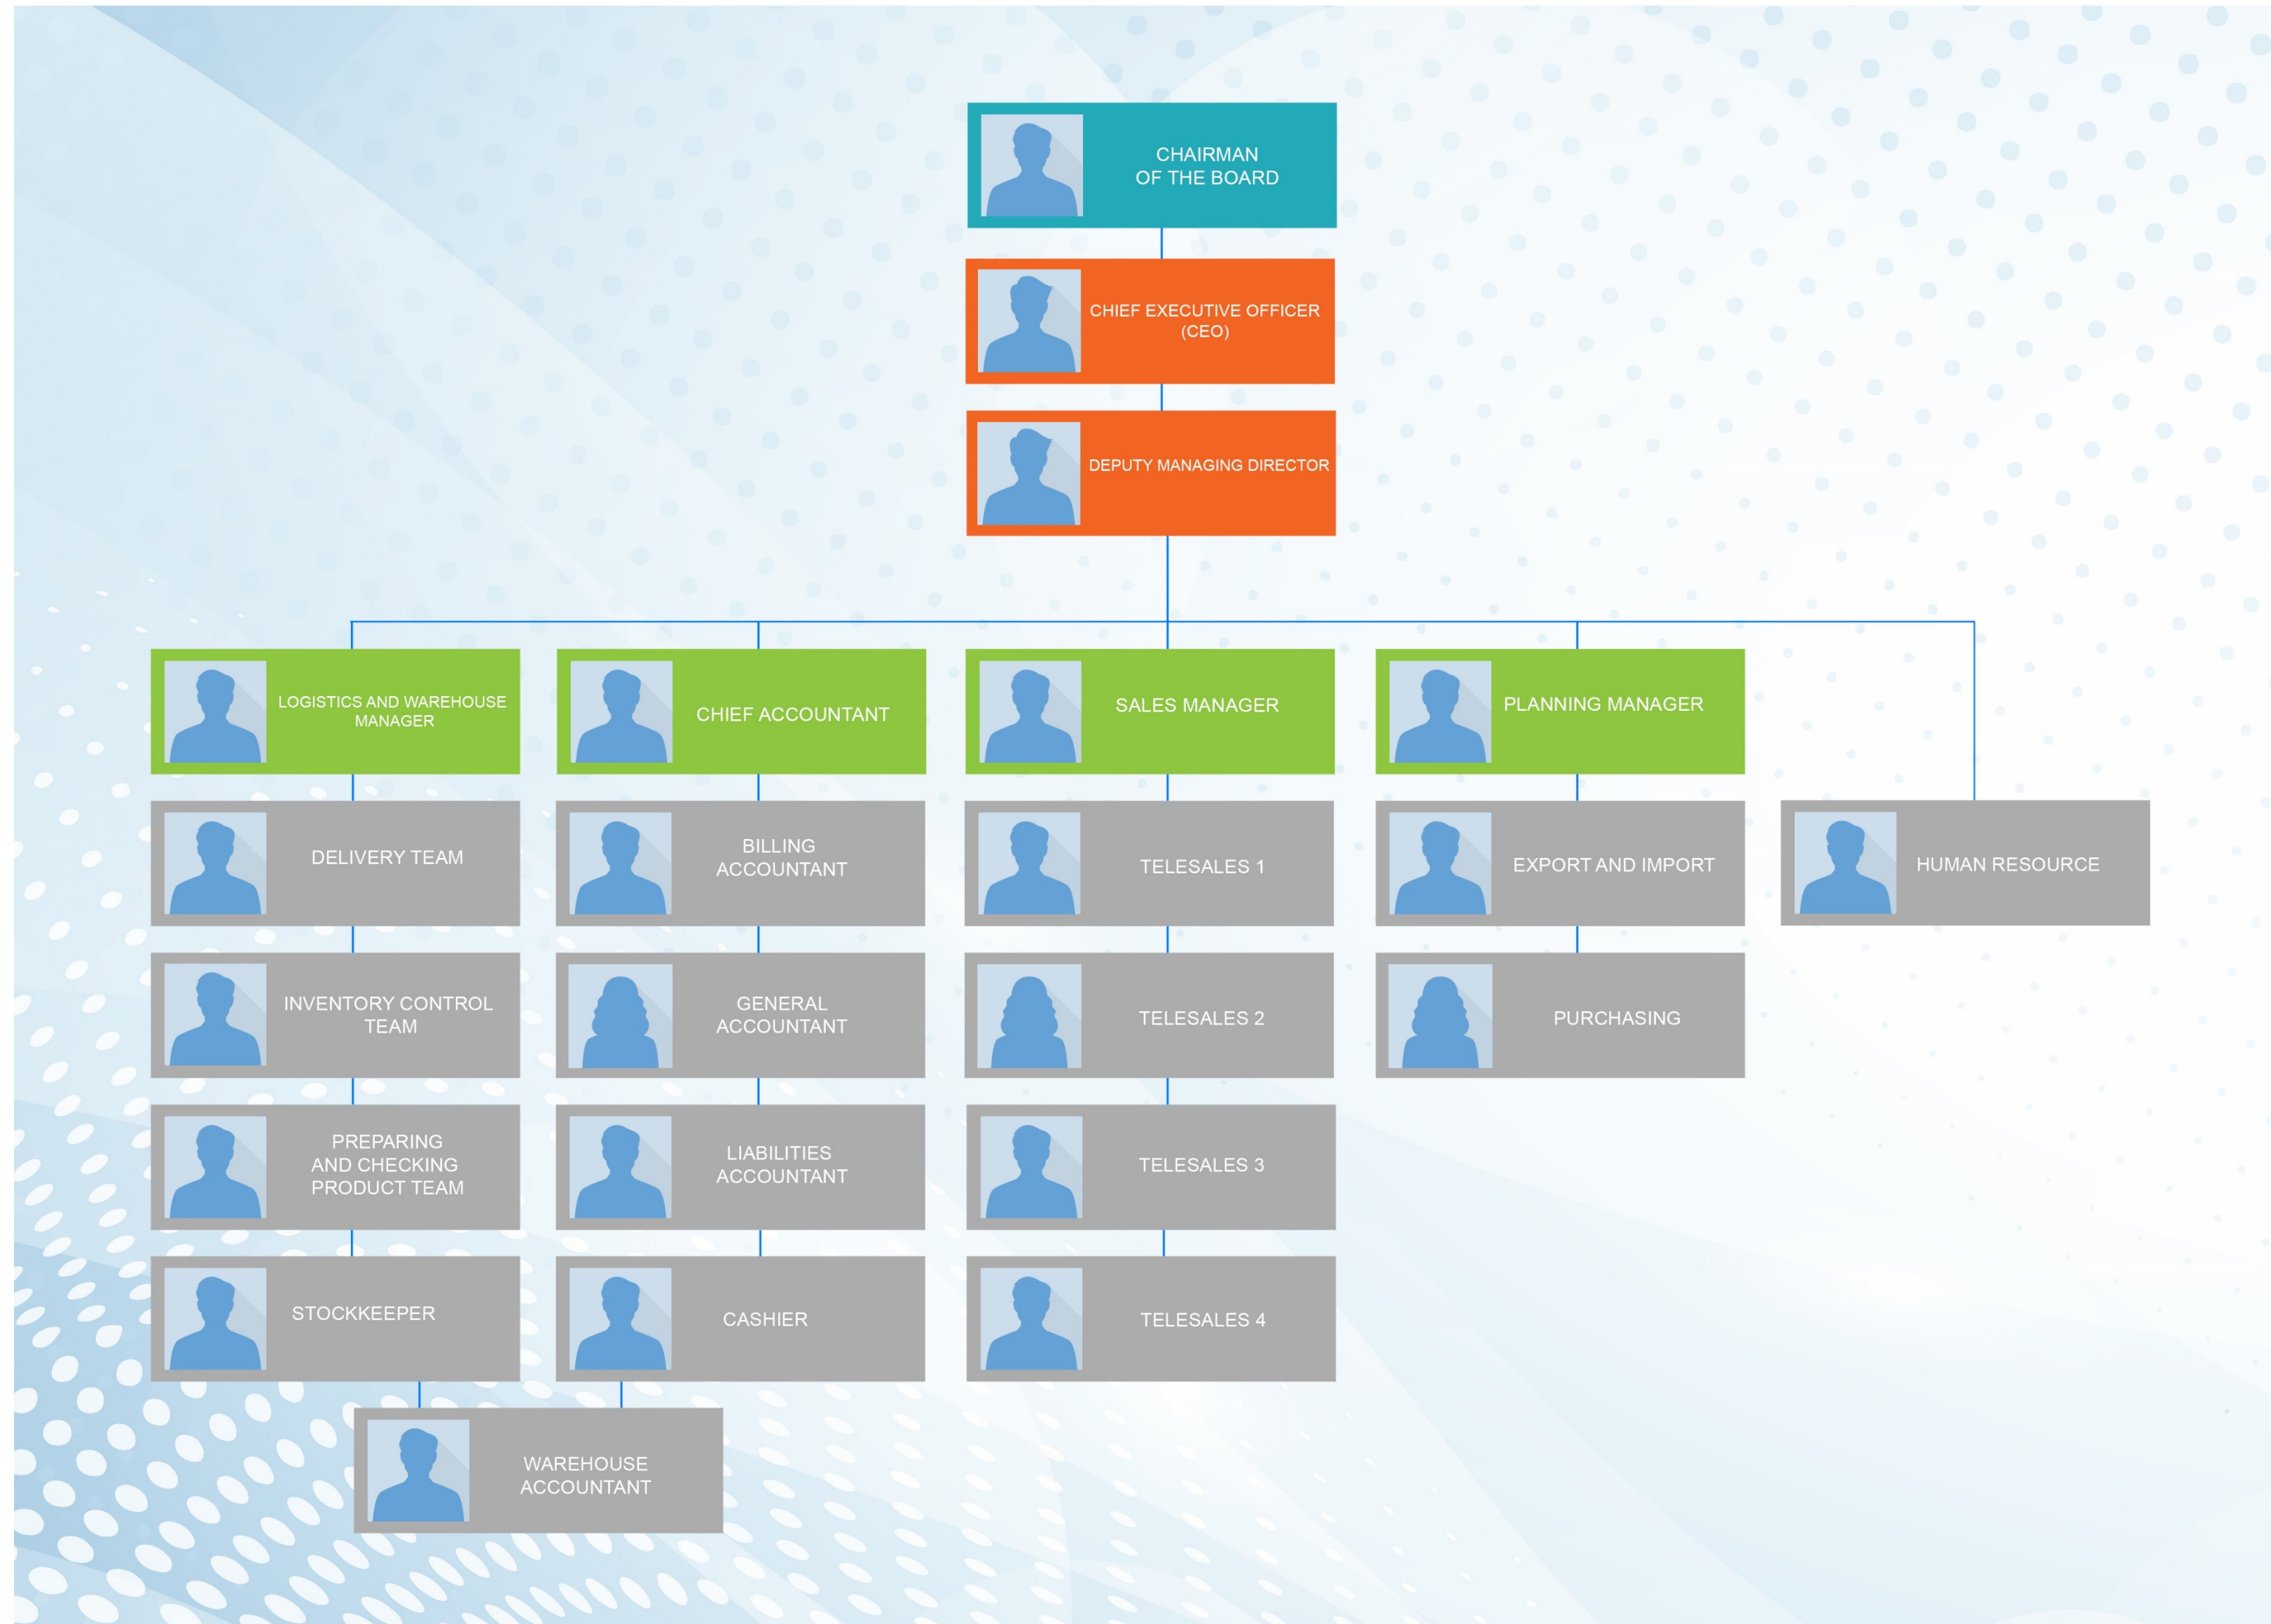 CHAIRMAN
OF THE BOARD
CHIEF EXECUTIVE OFFICER
(CEO)
DEPUTY MANAGING DIRECTOR
LOGISTICS AND WAREHOUSE
MANAGER
CHIEF ACCOUNTANT
SALES MANAGER
PLANNING MANAGER
DELIVERY TEAM
BILLING
ACCOUNTANT
TELESALES 1
EXPORT AND IMPORT
HUMAN RESOURCE
INVENTORY CONTROL
TEAM
GENERAL
ACCOUNTANT
TELESALES 2
PURCHASING
PREPARING
AND CHECKING
PRODUCT TEAM
LIABILITIES
ACCOUNTANT
TELESALES 3
STOCKKEEPER
CASHIER
TELESALES 4
WAREHOUSE
ACCOUNTANT